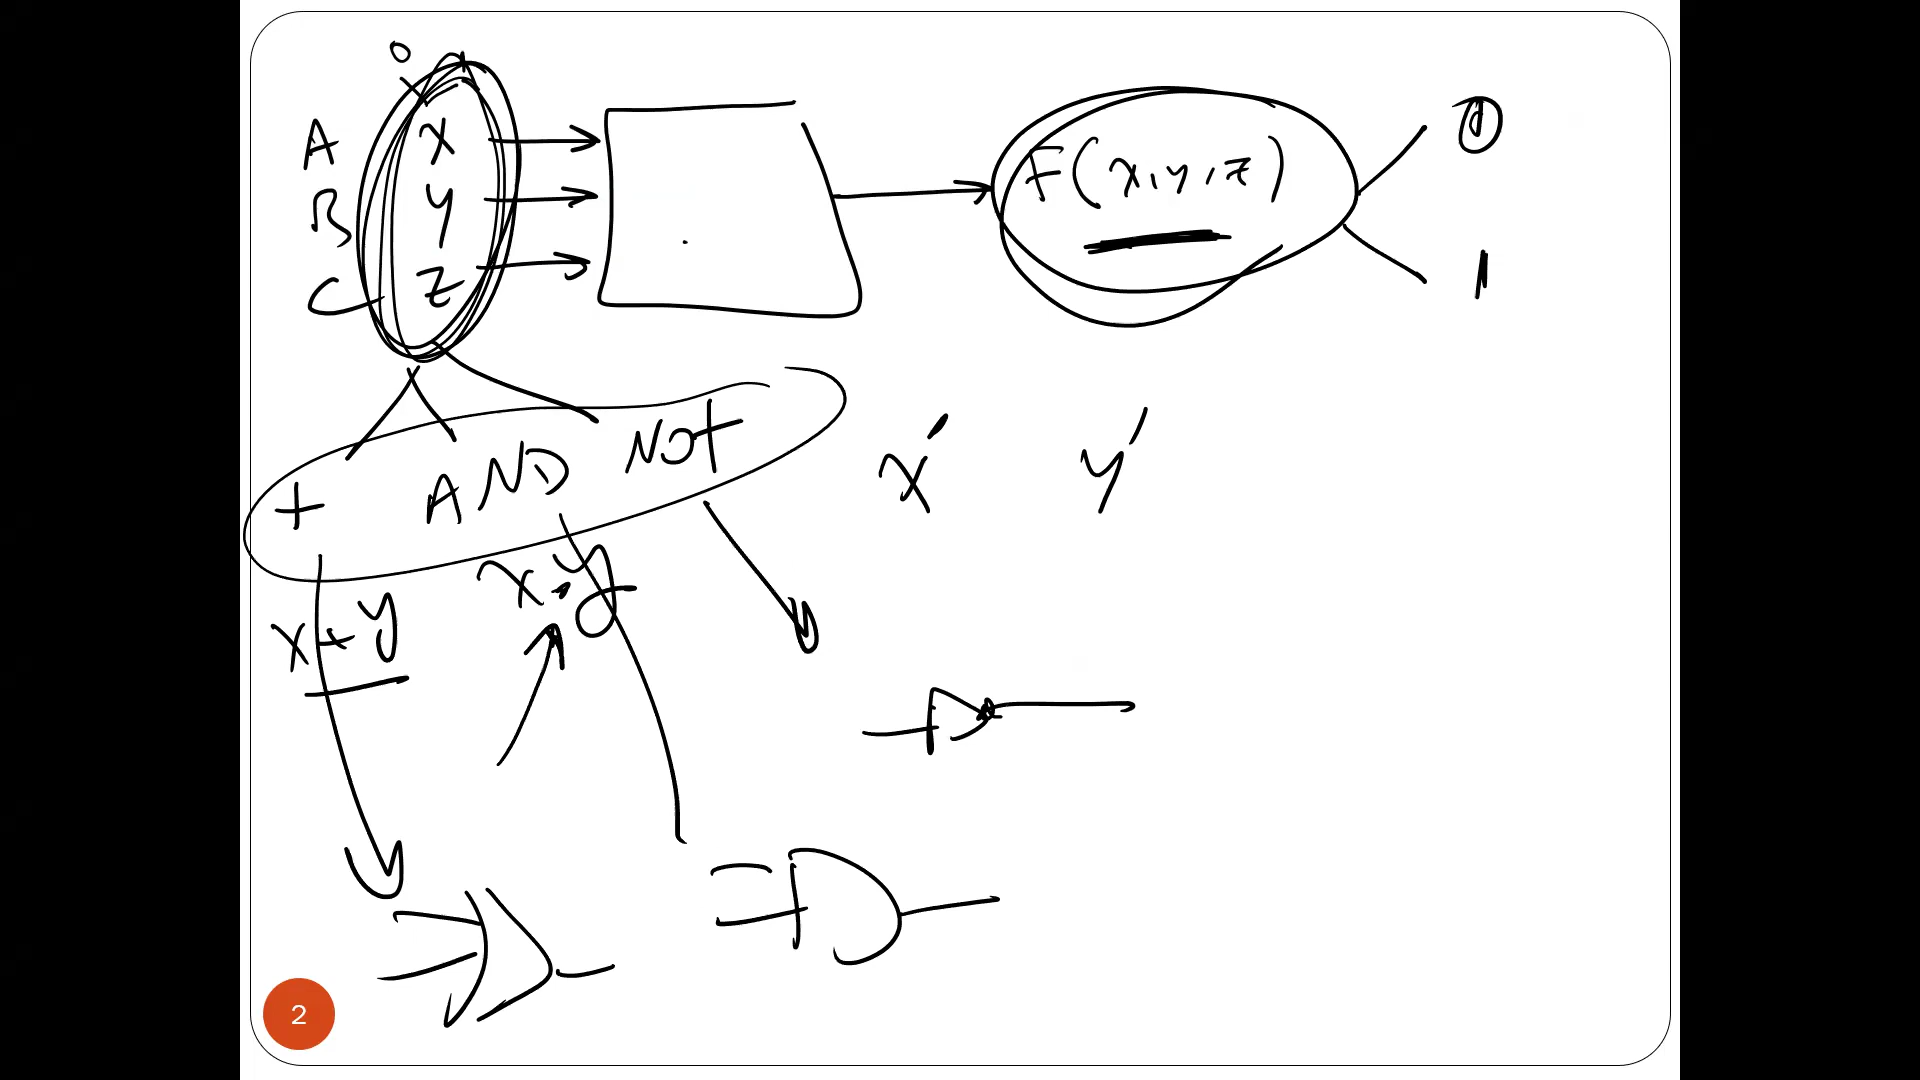 0
A X
B Y
C Z
F(x,y,z)
0
1
+ AND NOT
X' Y'
x+y
x.y
2